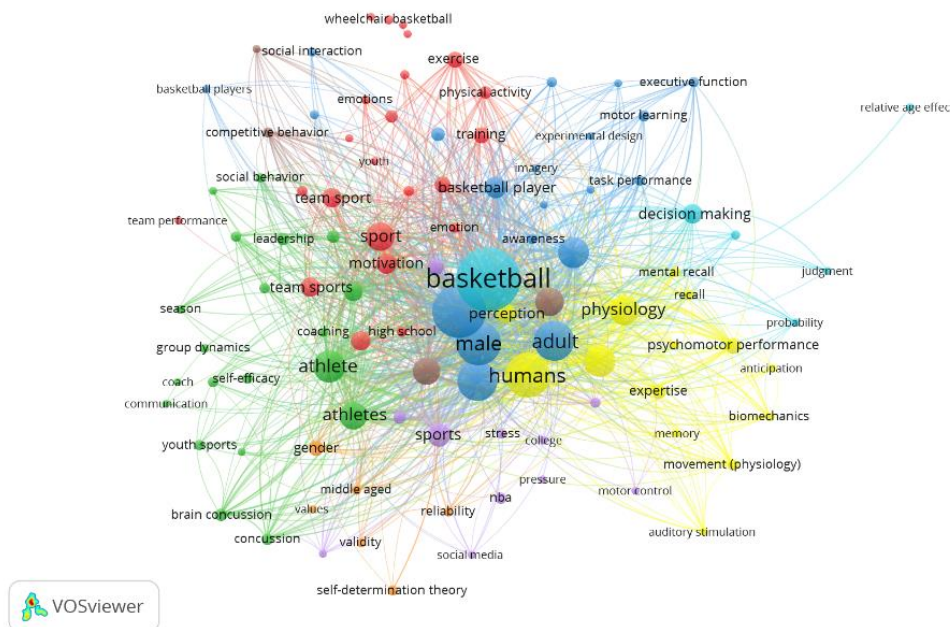 wheelchair basketball
social interaction
exercise
basketball players
emotions
physical activity
executive function
relative age effec
competitive behavior
training
motor learning
experimental design
youth
imagery
social behavior
basketball player
task performance
team sport
team performance
emotion
decision making
leadership
sport
awareness
motivation
basketball
mental recall
judgment
team sports
recall
season
perception
physiology
coaching
high school
probability
group dynamics
male
adult
psychomotor performance
athlete
humans
anticipation
coach
self-efficacy
expertise
communication
athletes
biomechanics
youth sports
gender
sports
stress
college
memory
movement (physiology)
middle aged
pressure
motor control
nba
brain concussion
values
reliability
auditory stimulation
concussion
validity
social media
self-determination theory
VOSviewer